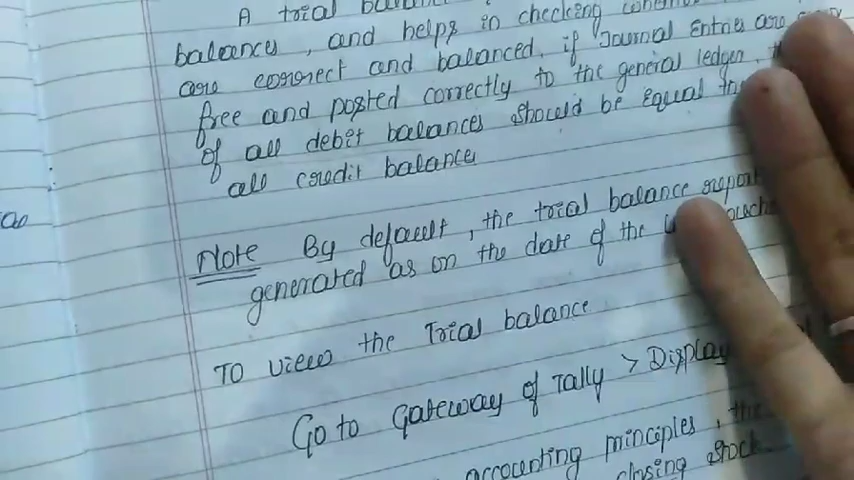 A trial
balances, and helps in checking
are correct and balanced. if Journal Entries are
free and posted correctly to the general ledger,
of all debit balances should be equal
all credit balance
Note By default, the trial balance report
generated as on the date of the
To view the Trial balance
Go to Gateway of Tally > Display
accounting principles, the
closing stock